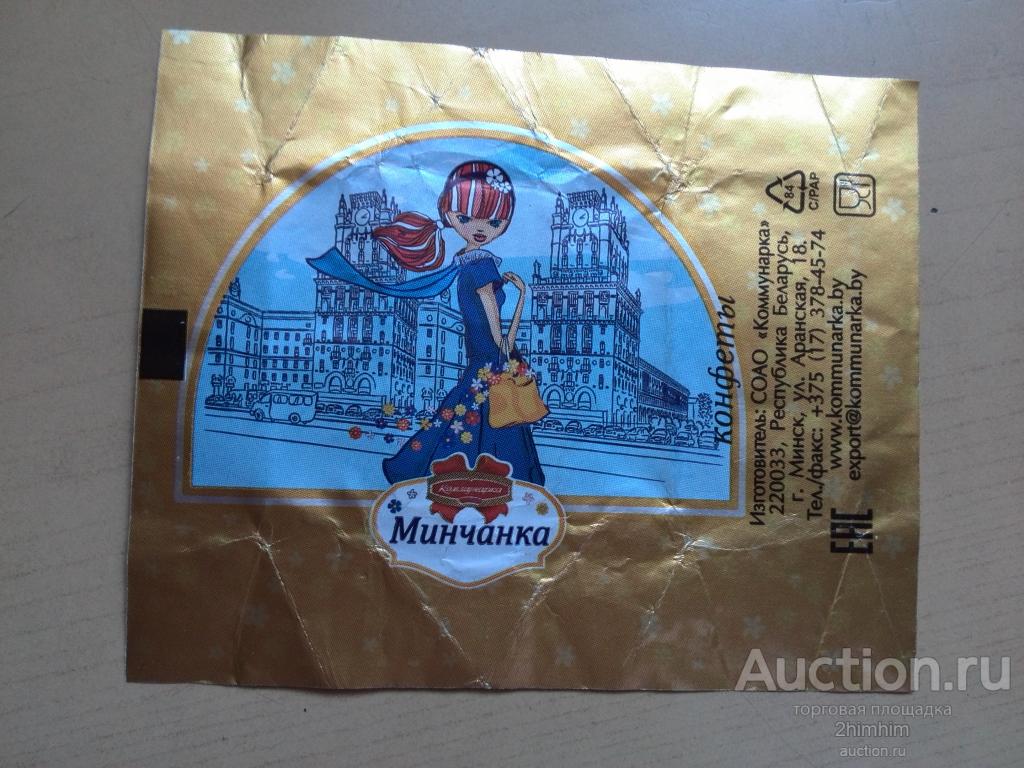 Коммунарка
Минчанка
конфеты
Изготовитель: СОАО «Коммунарка»
220033, Республика Беларусь,
г. Минск, ул. Аранская, 18.
Тел./факс: +375 (17) 378-45-74
www.kommunarka.by
export@kommunarka.by
84
C/PAP
EAC
Auction.ru
торговая площадка
2himhim
auction.ru